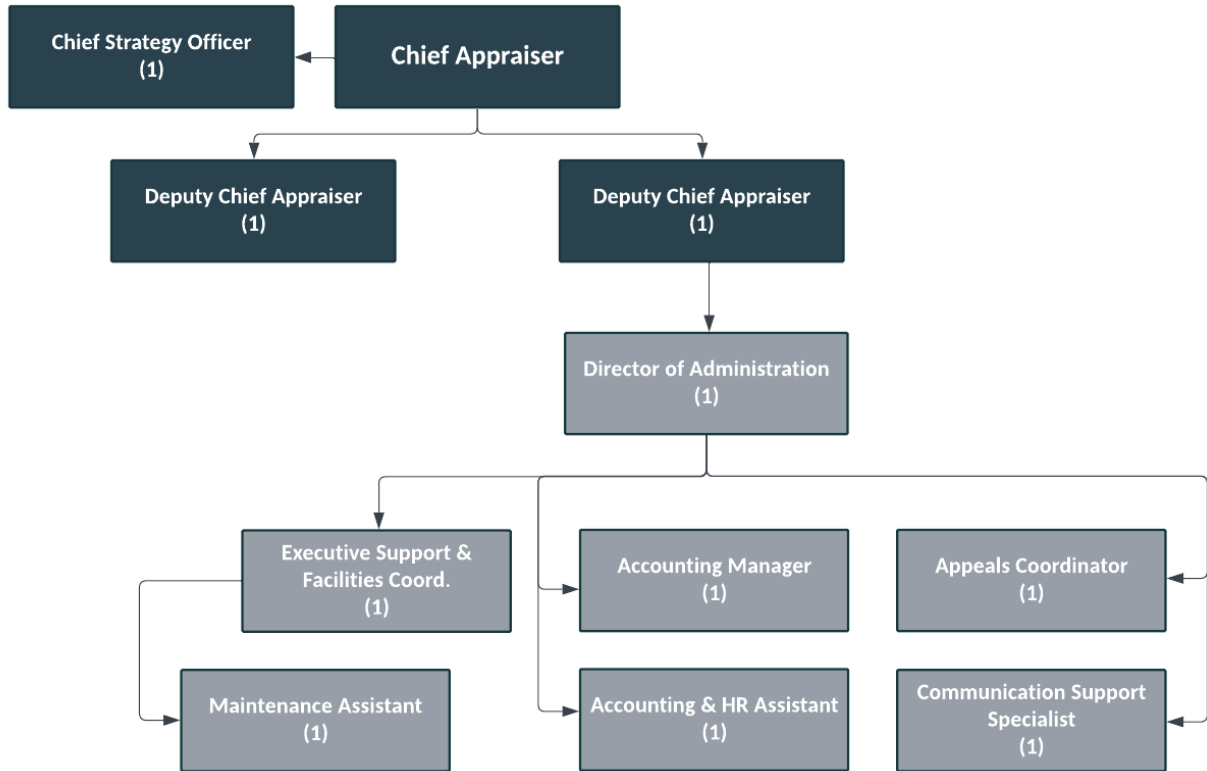 Chief Strategy Officer
(1)
Chief Appraiser
Deputy Chief Appraiser
(1)
Deputy Chief Appraiser
(1)
Director of Administration
(1)
Executive Support &
Facilities Coord.
(1)
Accounting Manager
(1)
Appeals Coordinator
(1)
Maintenance Assistant
(1)
Accounting & HR Assistant
(1)
Communication Support
Specialist
(1)